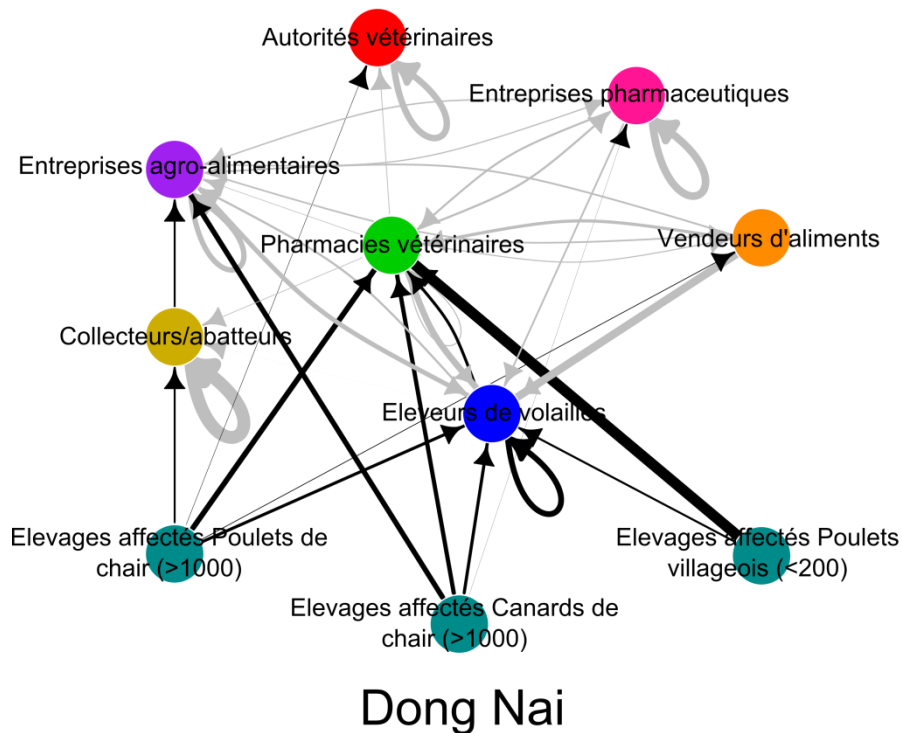 Autorités vétérinaires
Entreprises pharmaceutiques
Entreprises agro-alimentaires
Pharmacies vétérinaires
Vendeurs d'aliments
Collecteurs/abatteurs
Eleveurs de volailles
Elevages affectés Poulets de
chair (>1000)
Elevages affectés Poulets
villageois (<200)
Elevages affectés Canards de
chair (>1000)
Dong Nai